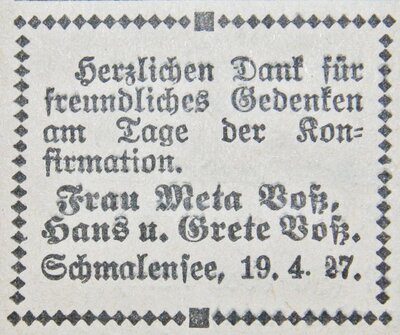 Herzlichen Dank für
freundliches Gedenken
am Tage der Kon=
firmation.
Frau Meta Voß,
Hans u. Grete Voß.
Schmalensee, 19. 4. 27.